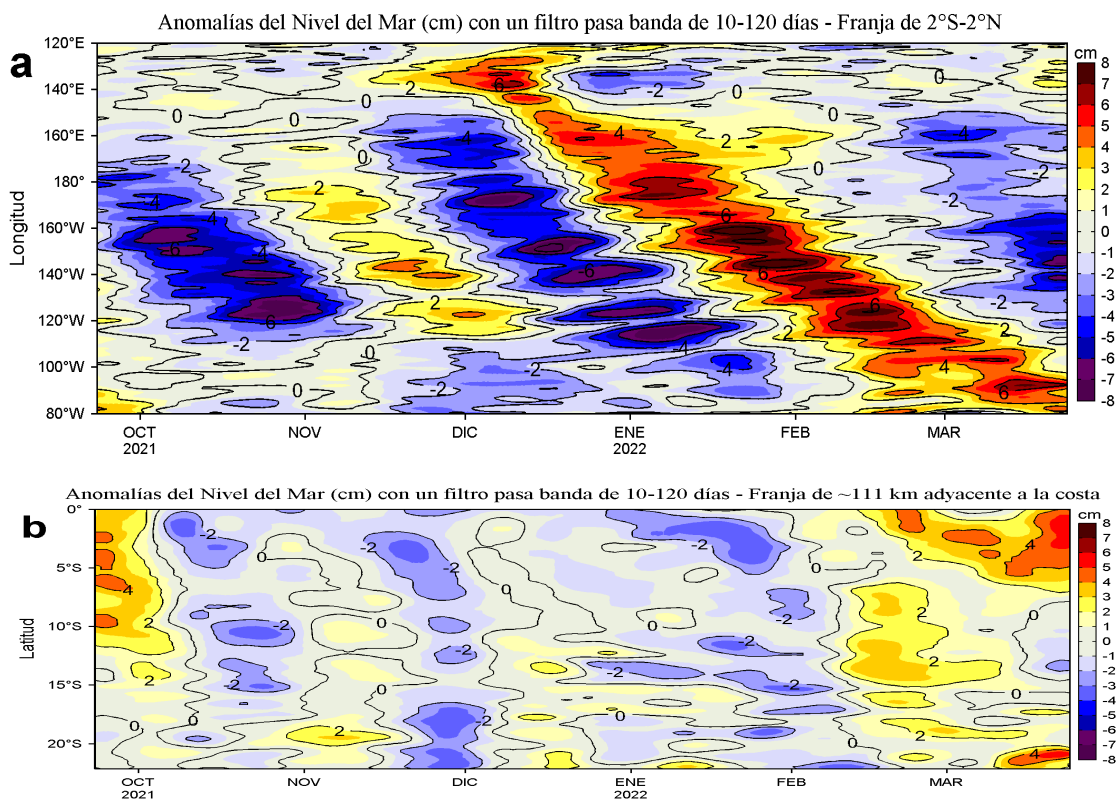 Anomalías del Nivel del Mar (cm) con un filtro pasa banda de 10-120 días - Franja de 2°S-2°N
a
cm
Longitud
120°E
140°E
160°E
180°
160°W
140°W
120°W
100°W
80°W
OCT
2021
NOV
DIC
ENE
2022
FEB
MAR
8
7
6
5
4
3
2
1
0
-1
-2
-3
-4
-5
-6
-7
-8
Anomalías del Nivel del Mar (cm) con un filtro pasa banda de 10-120 días - Franja de ~111 km adyacente a la costa
b
cm
Latitud
0°
5°S
10°S
15°S
20°S
OCT
2021
NOV
DIC
ENE
2022
FEB
MAR
8
7
6
5
4
3
2
1
0
-1
-2
-3
-4
-5
-6
-7
-8